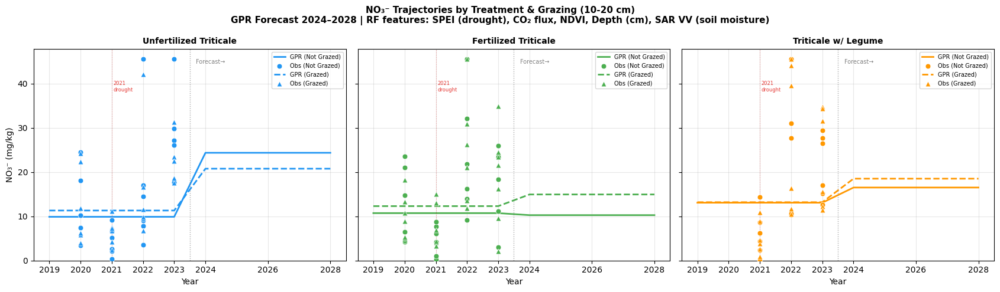 NO₃⁻ Trajectories by Treatment & Grazing (10-20 cm)
GPR Forecast 2024–2028 | RF features: SPEI (drought), CO₂ flux, NDVI, Depth (cm), SAR VV (soil moisture)
Unfertilized Triticale
NO₃⁻ (mg/kg)
40
30
20
10
0
2021
drought
Forecast→
GPR (Not Grazed)
Obs (Not Grazed)
GPR (Grazed)
Obs (Grazed)
2019 2020 2021 2022 2023 2024 2026 2028
Year
Fertilized Triticale
2021
drought
Forecast→
GPR (Not Grazed)
Obs (Not Grazed)
GPR (Grazed)
Obs (Grazed)
2019 2020 2021 2022 2023 2024 2026 2028
Year
Triticale w/ Legume
2021
drought
Forecast→
GPR (Not Grazed)
Obs (Not Grazed)
GPR (Grazed)
Obs (Grazed)
2019 2020 2021 2022 2023 2024 2026 2028
Year